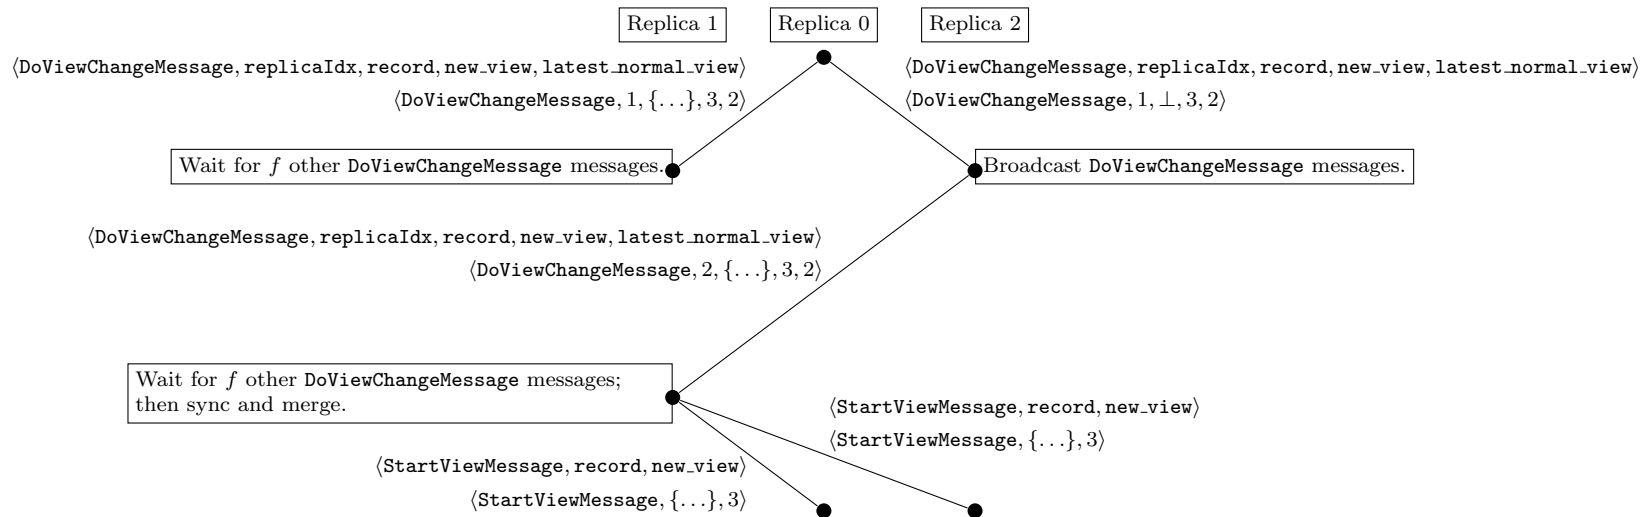 Replica 1 Replica 0 Replica 2
⟨DoViewChangeMessage, replicaIdx, record, new_view, latest_normal_view⟩
⟨DoViewChangeMessage, 1, {...}, 3, 2⟩
⟨DoViewChangeMessage, replicaIdx, record, new_view, latest_normal_view⟩
⟨DoViewChangeMessage, 1, ⊥, 3, 2⟩
Wait for f other DoViewChangeMessage messages.
Broadcast DoViewChangeMessage messages.
⟨DoViewChangeMessage, replicaIdx, record, new_view, latest_normal_view⟩
⟨DoViewChangeMessage, 2, {...}, 3, 2⟩
Wait for f other DoViewChangeMessage messages;
then sync and merge.
⟨StartViewMessage, record, new_view⟩
⟨StartViewMessage, {...}, 3⟩
⟨StartViewMessage, record, new_view⟩
⟨StartViewMessage, {...}, 3⟩